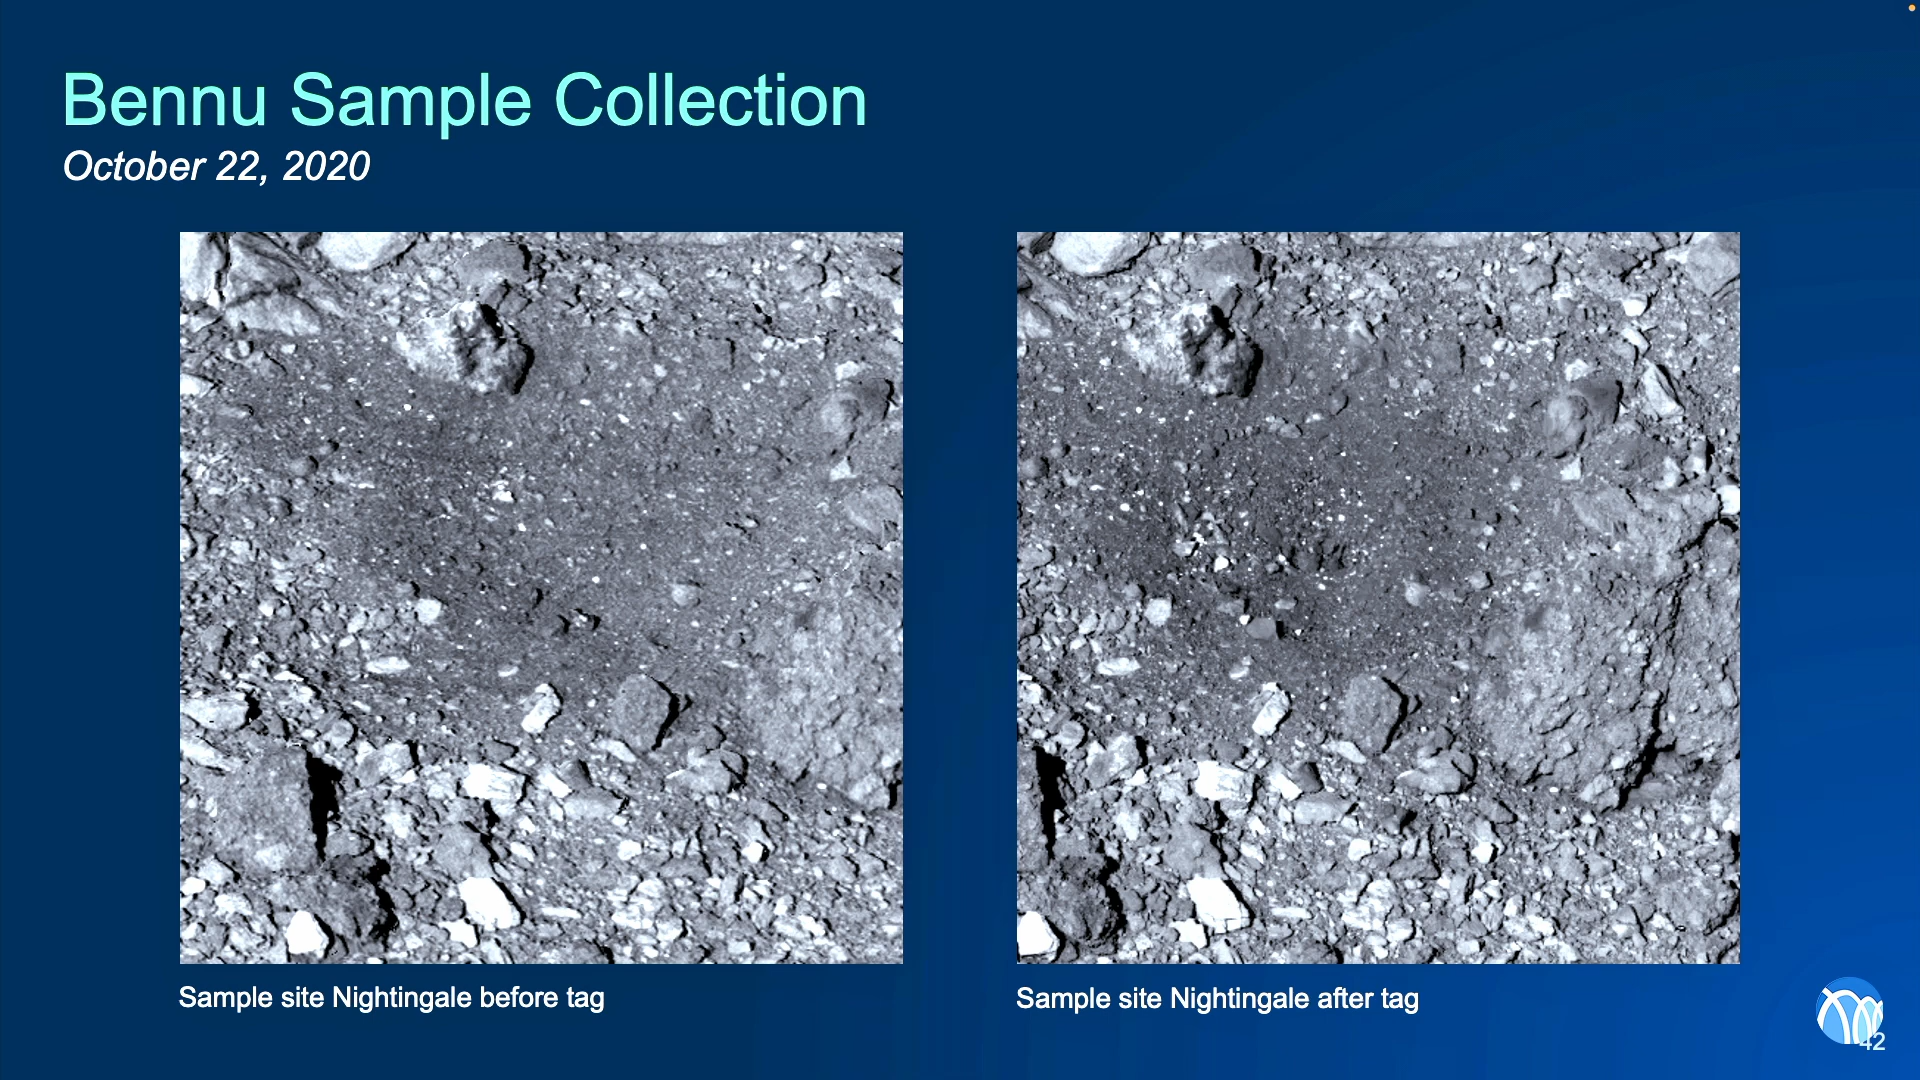 Bennu Sample Collection
October 22, 2020
Sample site Nightingale before tag
Sample site Nightingale after tag
42